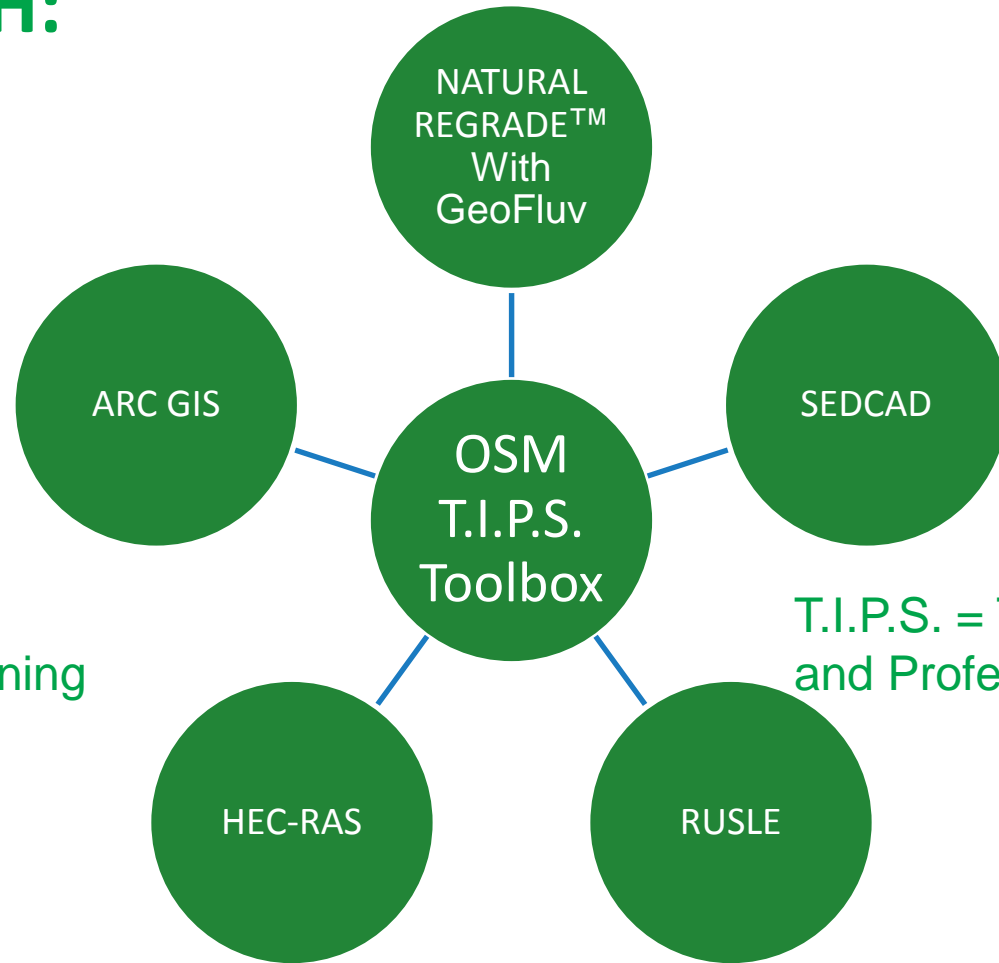 H:
NATURAL
REGRADE™
With
GeoFluv
ARC GIS
SEDCAD
OSM
T.I.P.S.
Toolbox
T.I.P.S. =
ning
and Profe
HEC-RAS
RUSLE